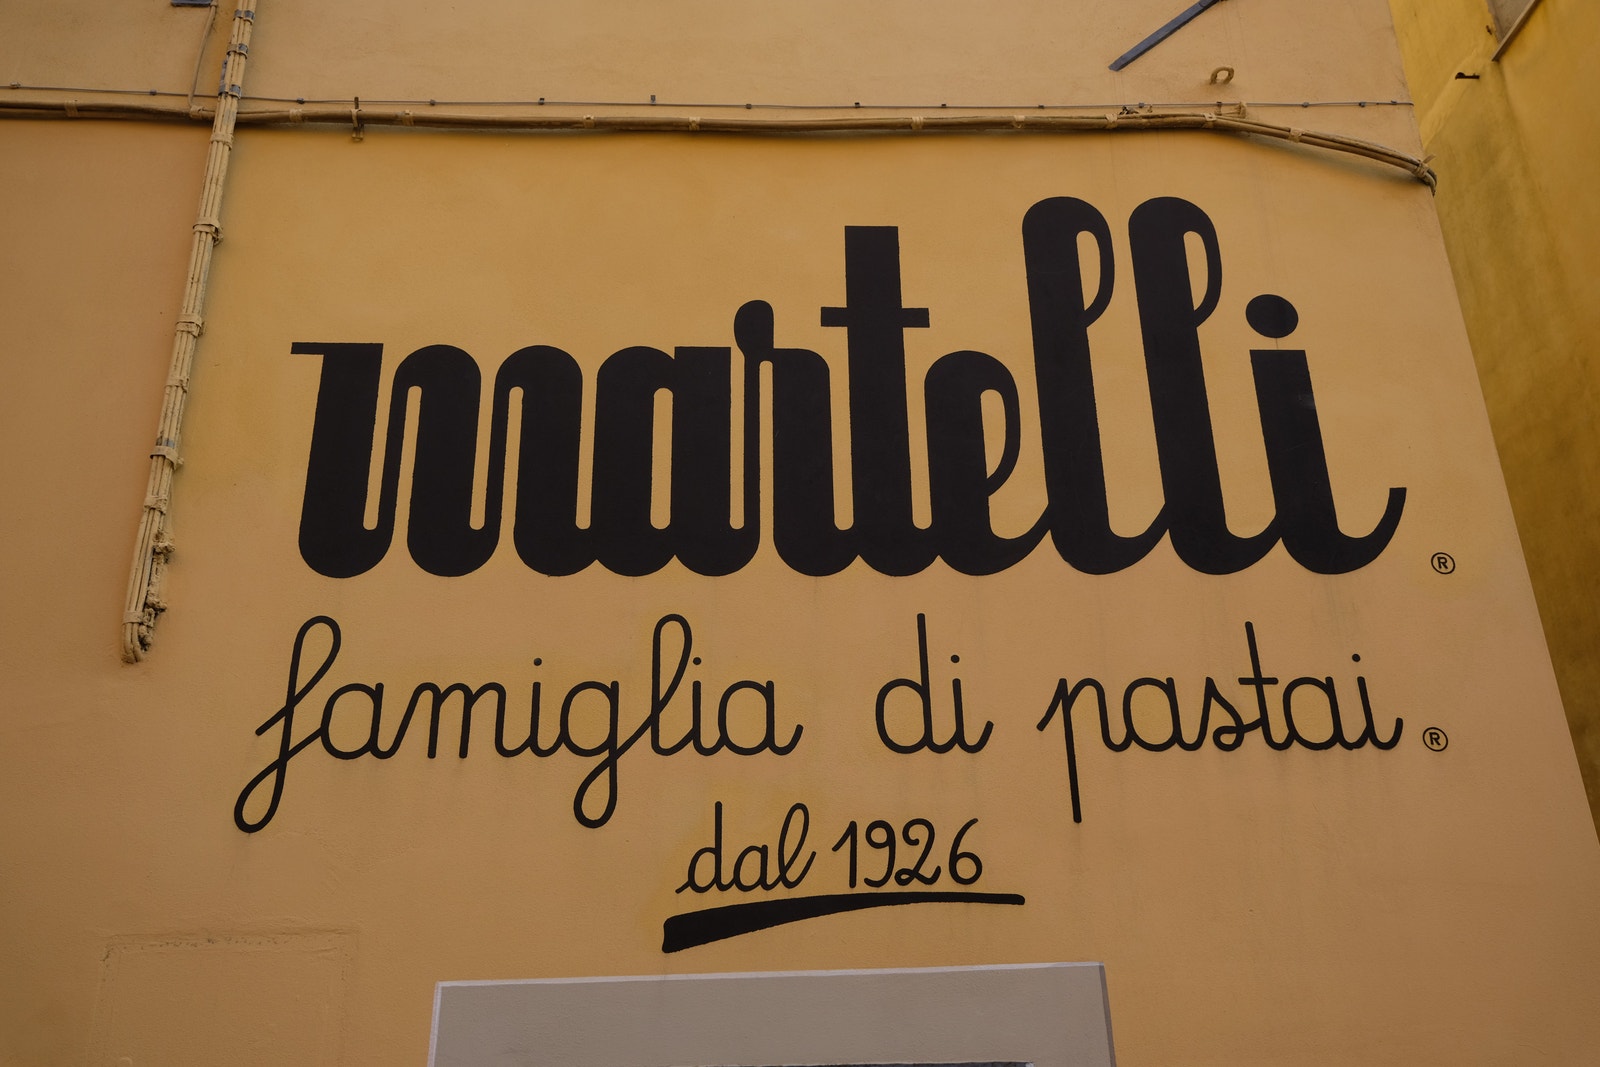 martelli ®
famiglia di pastai ®
dal 1926